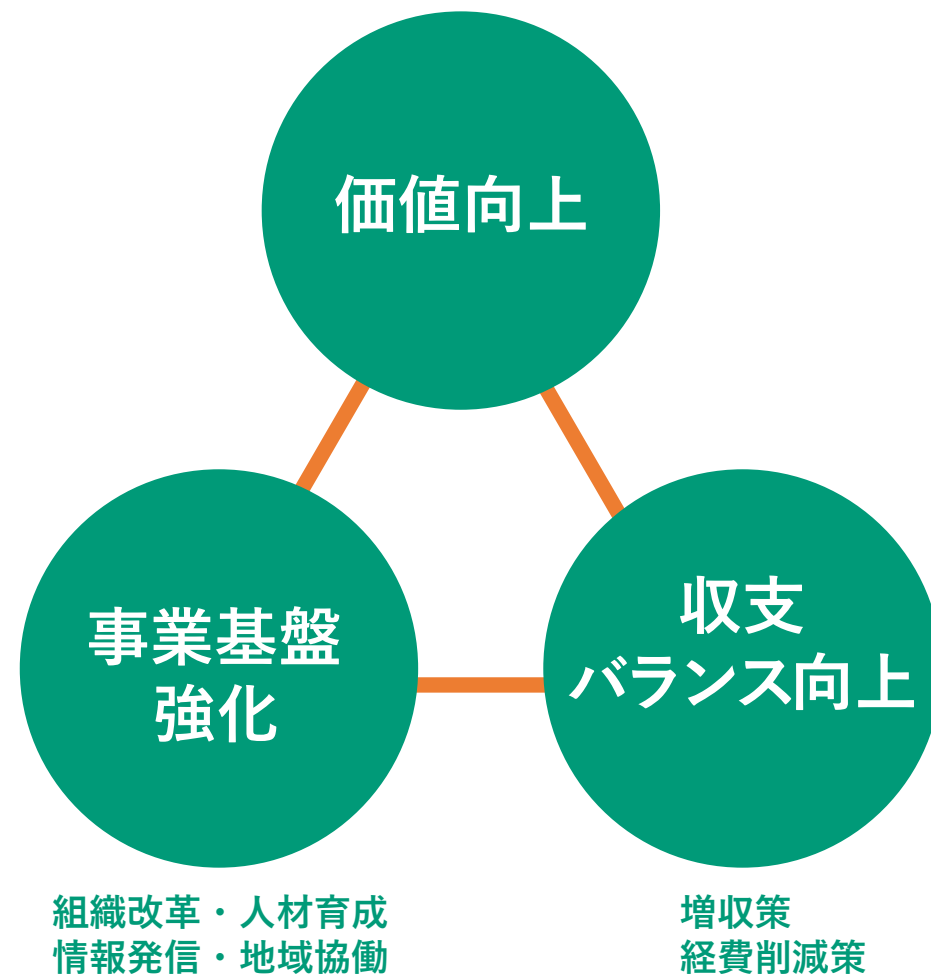 価値向上
事業基盤
強化
収支
バランス向上
組織改革・人材育成
情報発信・地域協働
増収策
経費削減策